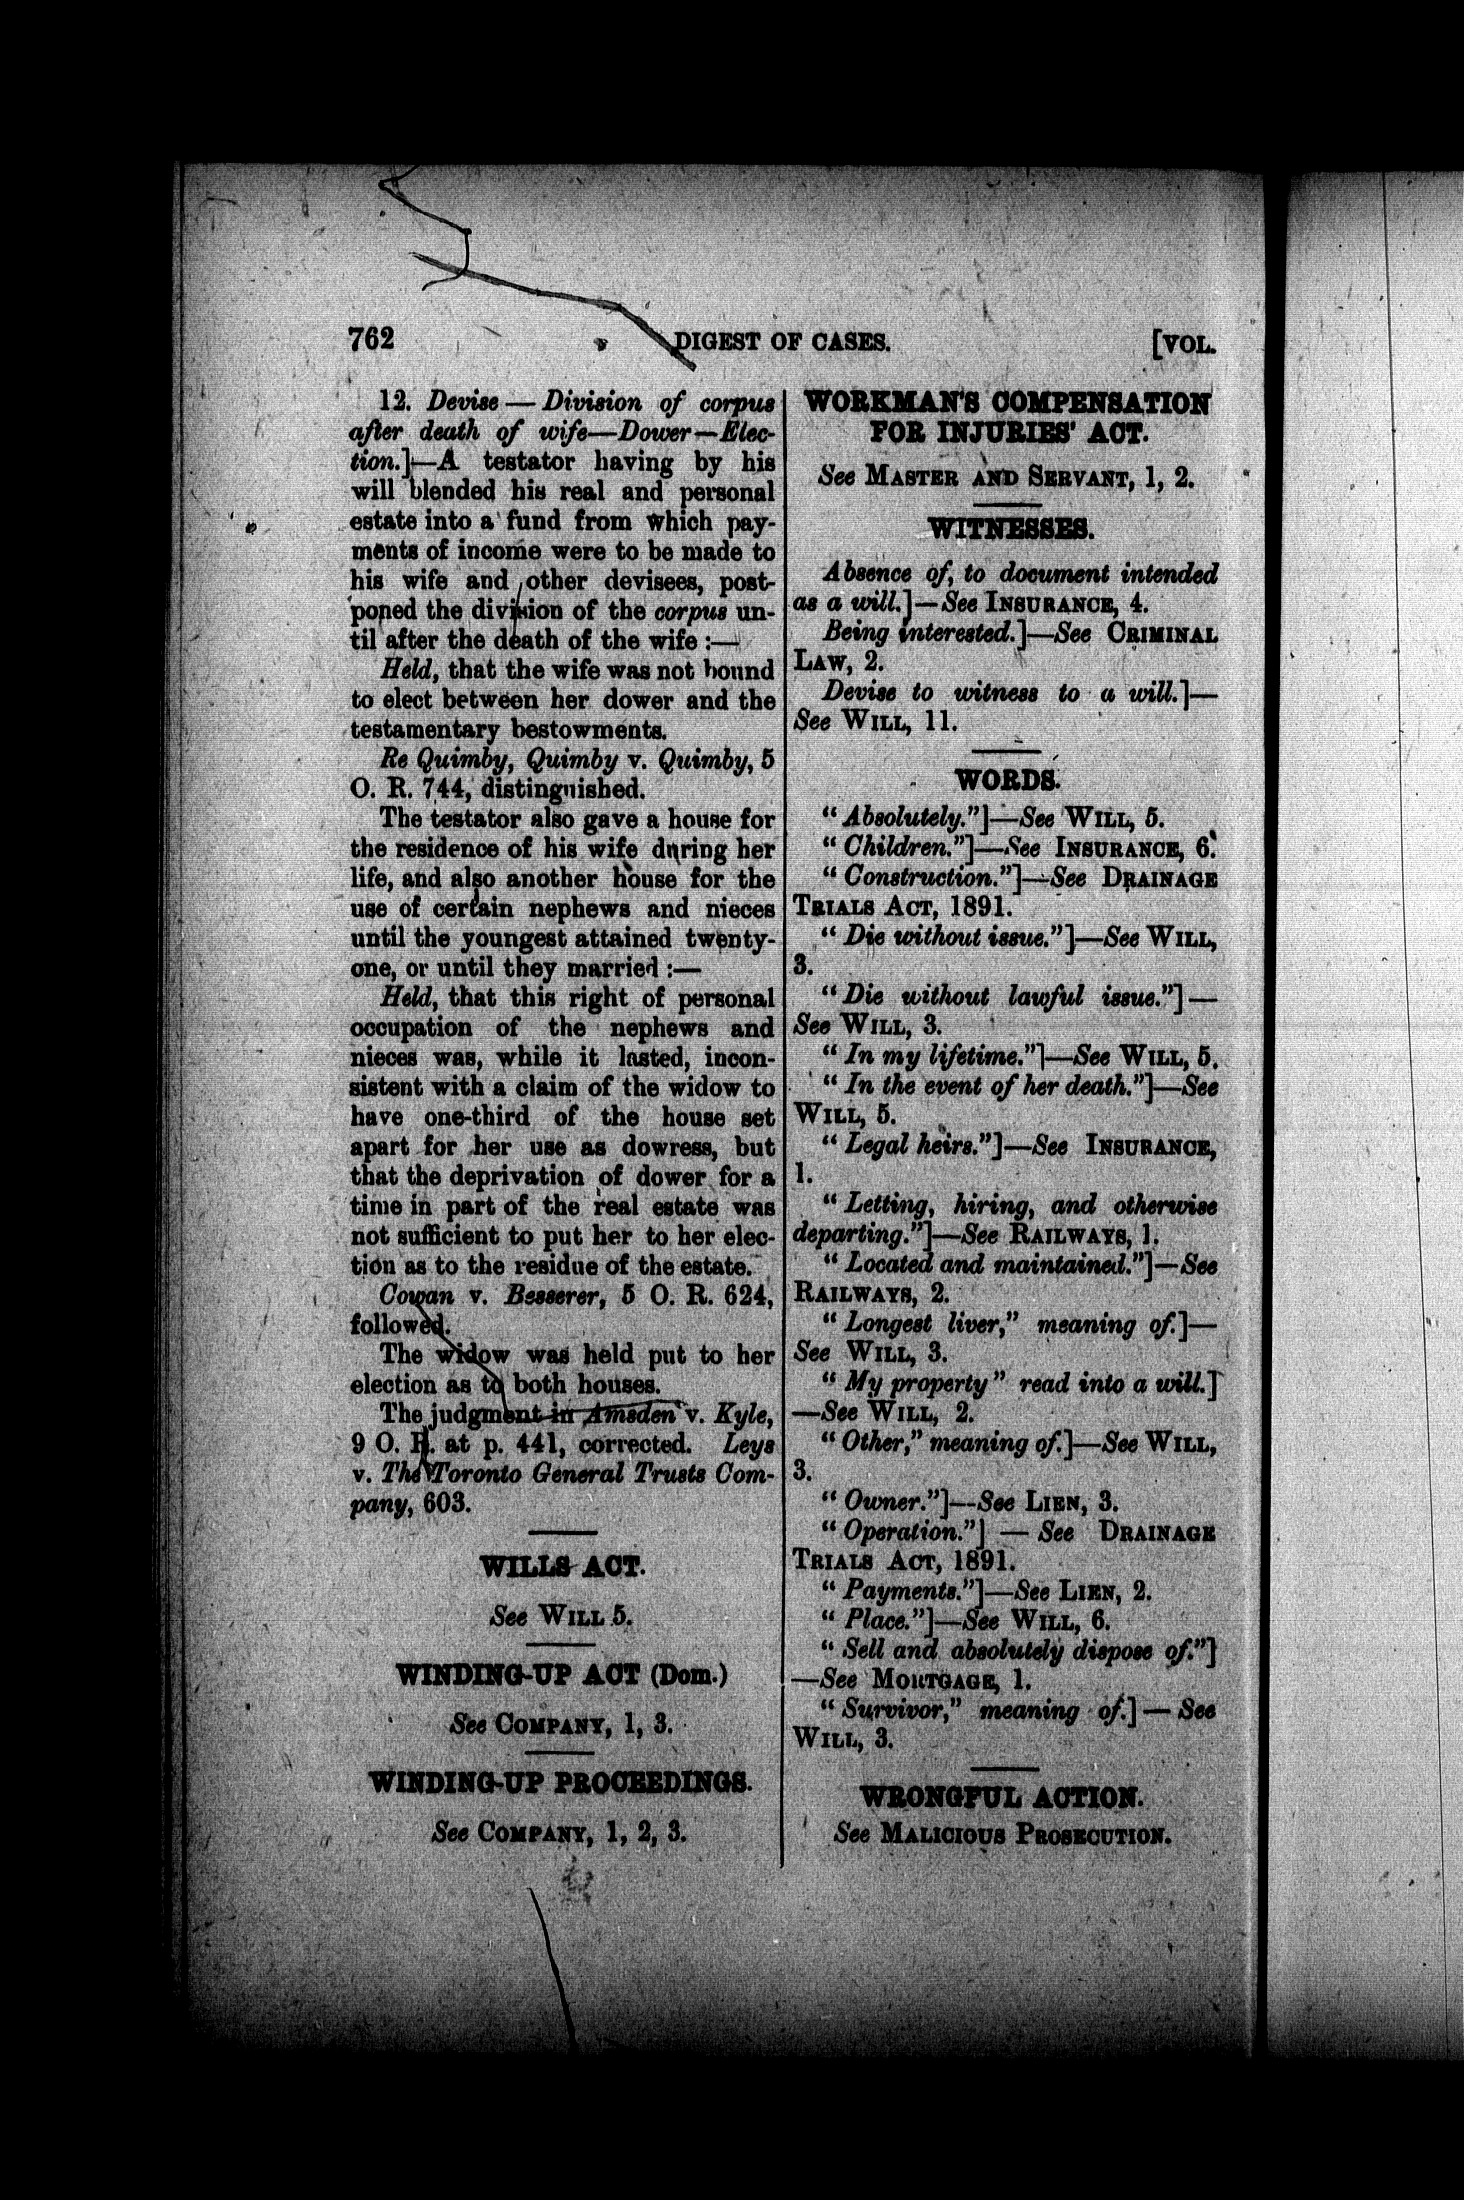 762 DIGEST OF CASES. [VOL.
12. Devise — Division of corpus
after death of wife—Dower—Elec-
tion.]—A testator having by his
will blended his real and personal
estate into a fund from which pay-
ments of income were to be made to
his wife and other devisees, post-
poned the division of the corpus un-
til after the death of the wife :—
Held, that the wife was not bound
to elect between her dower and the
testamentary bestowments.
Re Quimby, Quimby v. Quimby, 5
O. R. 744, distinguished.
The testator also gave a house for
the residence of his wife during her
life, and also another house for the
use of certain nephews and nieces
until the youngest attained twenty-
one, or until they married :—
Held, that this right of personal
occupation of the nephews and
nieces was, while it lasted, incon-
sistent with a claim of the widow to
have one-third of the house set
apart for her use as dowress, but
that the deprivation of dower for a
time in part of the real estate was
not sufficient to put her to her elec-
tion as to the residue of the estate.
Cowan v. Besserer, 5 O. R. 624,
followed.
The widow was held put to her
election as to both houses.
The judgment in Amsden v. Kyle,
9 O. R. at p. 441, corrected. Leys
v. The Toronto General Trusts Com-
pany, 603.
WILLS ACT.
See WILL 5.
WINDING-UP ACT (Dom.)
See COMPANY, 1, 3.
WINDING-UP PROCEEDINGS.
See COMPANY, 1, 2, 3.
WORKMAN'S COMPENSATION
FOR INJURIES' ACT.
See MASTER AND SERVANT, 1, 2.
WITNESSES.
Absence of, to document intended
as a will.]—See INSURANCE, 4.
Being interested.]—See CRIMINAL
LAW, 2.
Devise to witness to a will.]—
See WILL, 11.
WORDS.
"Absolutely."]—See WILL, 5.
"Children."]—See INSURANCE, 6.
"Construction."]—See DRAINAGE
TRIALS ACT, 1891.
"Die without issue."]—See WILL,
3.
"Die without lawful issue."]—
See WILL, 3.
"In my lifetime."]—See WILL, 5.
"In the event of her death."]—See
WILL, 5.
"Legal heirs."]—See INSURANCE,
1.
"Letting, hiring, and otherwise
departing."]—See RAILWAYS, 1.
"Located and maintained."]—See
RAILWAYS, 2.
"Longest liver," meaning of.]—
See WILL, 3.
"My property" read into a will.]
—See WILL, 2.
"Other," meaning of.]—See WILL,
3.
"Owner."]—See LIEN, 3.
"Operation."] — See DRAINAGE
TRIALS ACT, 1891.
"Payments."]—See LIEN, 2.
"Place."]—See WILL, 6.
"Sell and absolutely dispose of."]
—See MORTGAGE, 1.
"Survivor," meaning of.] — See
WILL, 3.
WRONGFUL ACTION.
See MALICIOUS PROSECUTION.